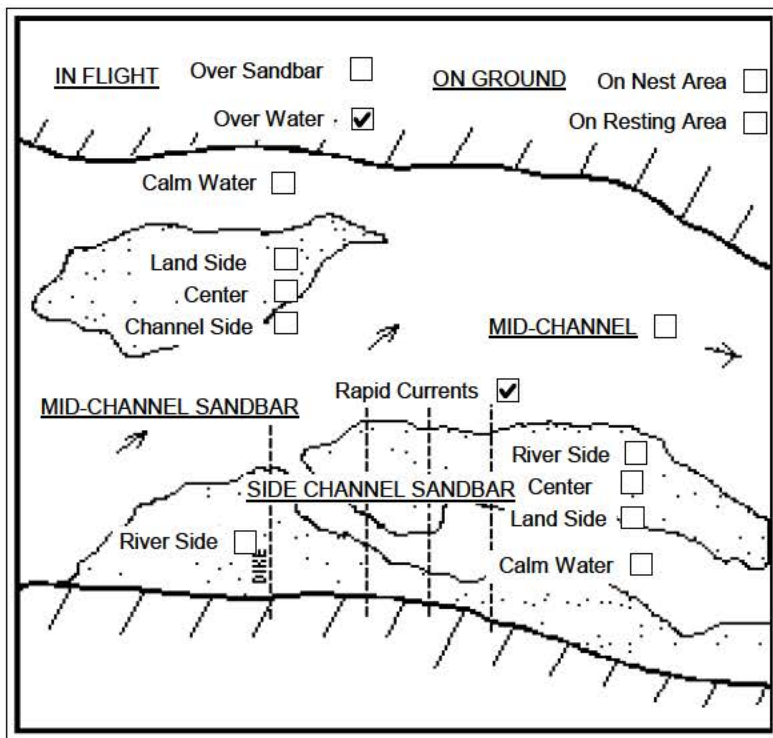 IN FLIGHT Over Sandbar ☐ ON GROUND On Nest Area ☐
Over Water ☑ On Resting Area ☐
Calm Water ☐
Land Side ☐
Center ☐
Channel Side ☐
MID-CHANNEL ☐
Rapid Currents ☑
MID-CHANNEL SANDBAR
River Side ☐
SIDE CHANNEL SANDBAR Center ☐
Land Side ☐
River Side ☐
DIKE
Calm Water ☐